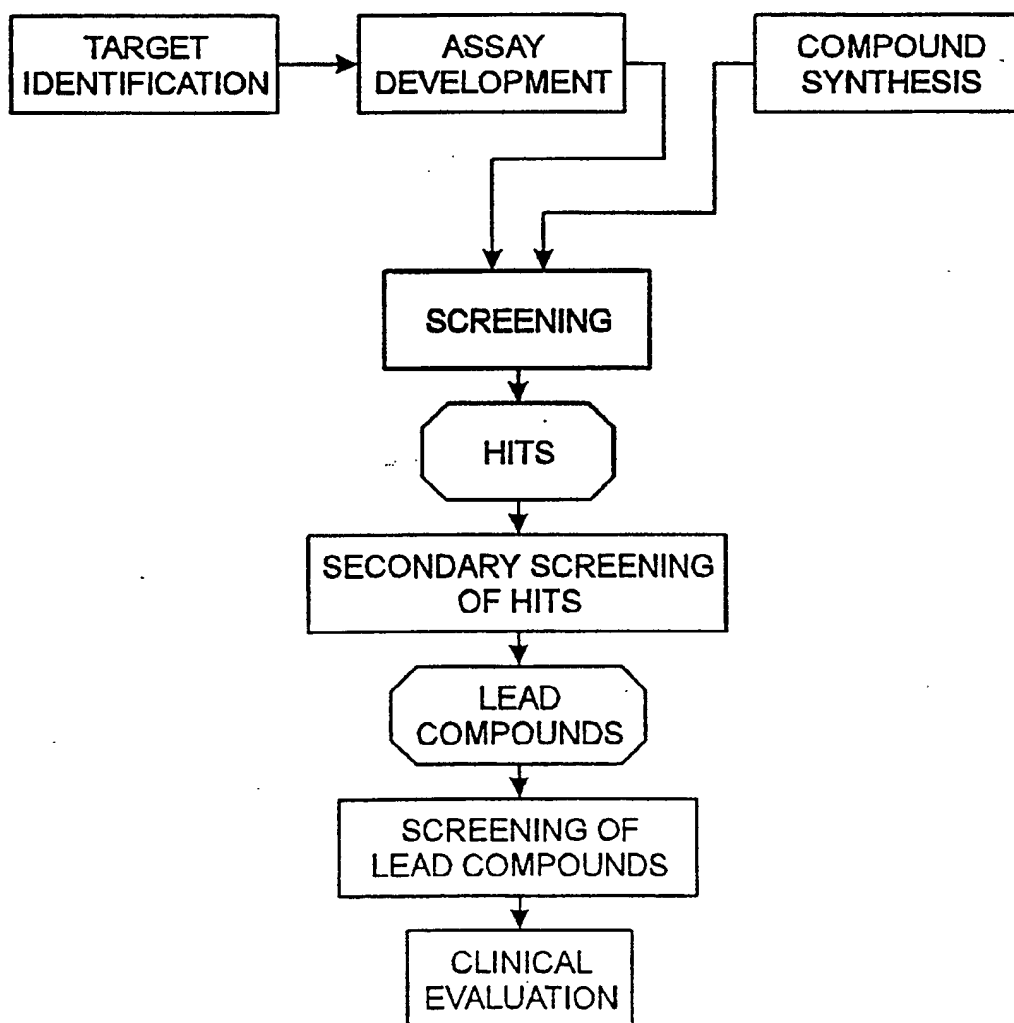 TARGET
IDENTIFICATION
ASSAY
DEVELOPMENT
COMPOUND
SYNTHESIS
SCREENING
HITS
SECONDARY SCREENING
OF HITS
LEAD
COMPOUNDS
SCREENING OF
LEAD COMPOUNDS
CLINICAL
EVALUATION